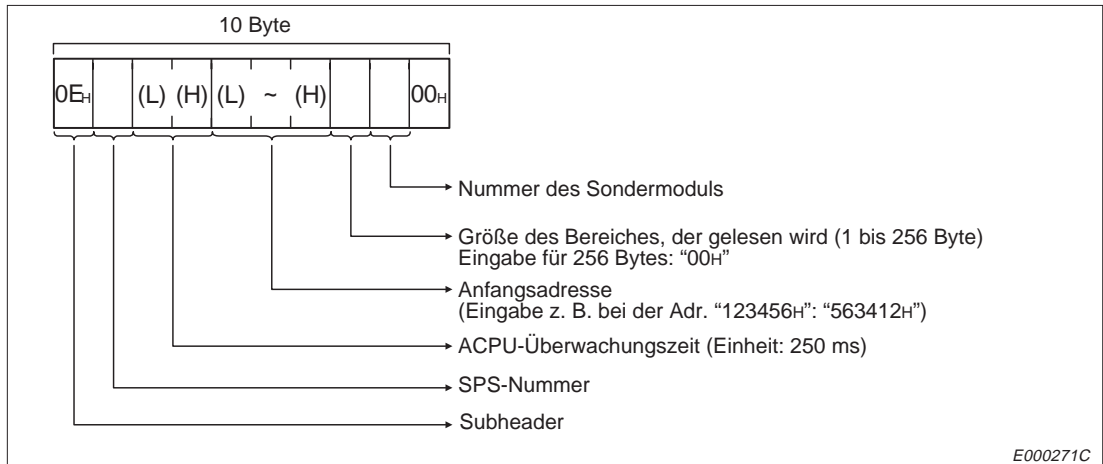 10 Byte
0EH (L) (H) (L) ~ (H) 00H
Nummer des Sondermoduls
Größe des Bereiches, der gelesen wird (1 bis 256 Byte)
Eingabe für 256 Bytes: “00H”
Anfangsadresse
(Eingabe z. B. bei der Adr. “123456H”: “563412H”)
ACPU-Überwachungszeit (Einheit: 250 ms)
SPS-Nummer
Subheader
E000271C